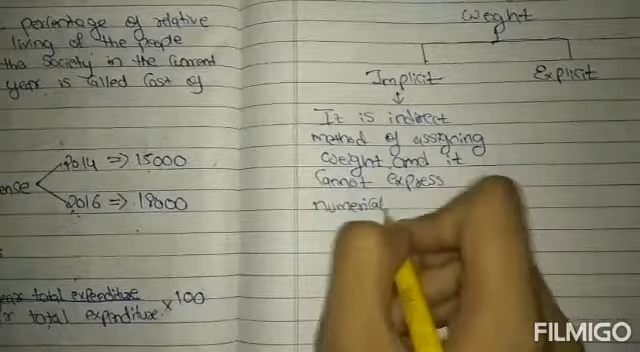 percentage of relative
living of the people
the society in the current
year is called Cost of
2014 => 15000
2016 => 18000
year total expenditure
total expenditure × 100
Weight
Implicit
Explicit
It is indirect
method of assigning
weight and it
Cannot express
numerical
FILMIGO